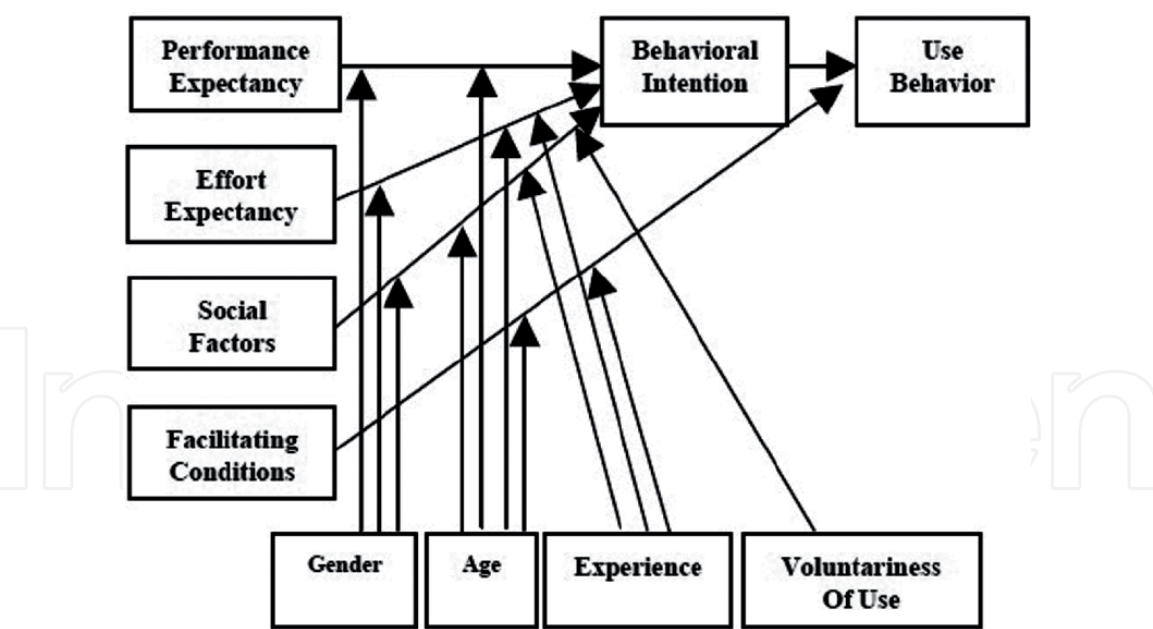 Performance
Expectancy
Behavioral
Intention
Use
Behavior
Effort
Expectancy
Social
Factors
Facilitating
Conditions
Gender
Age
Experience
Voluntariness
Of Use